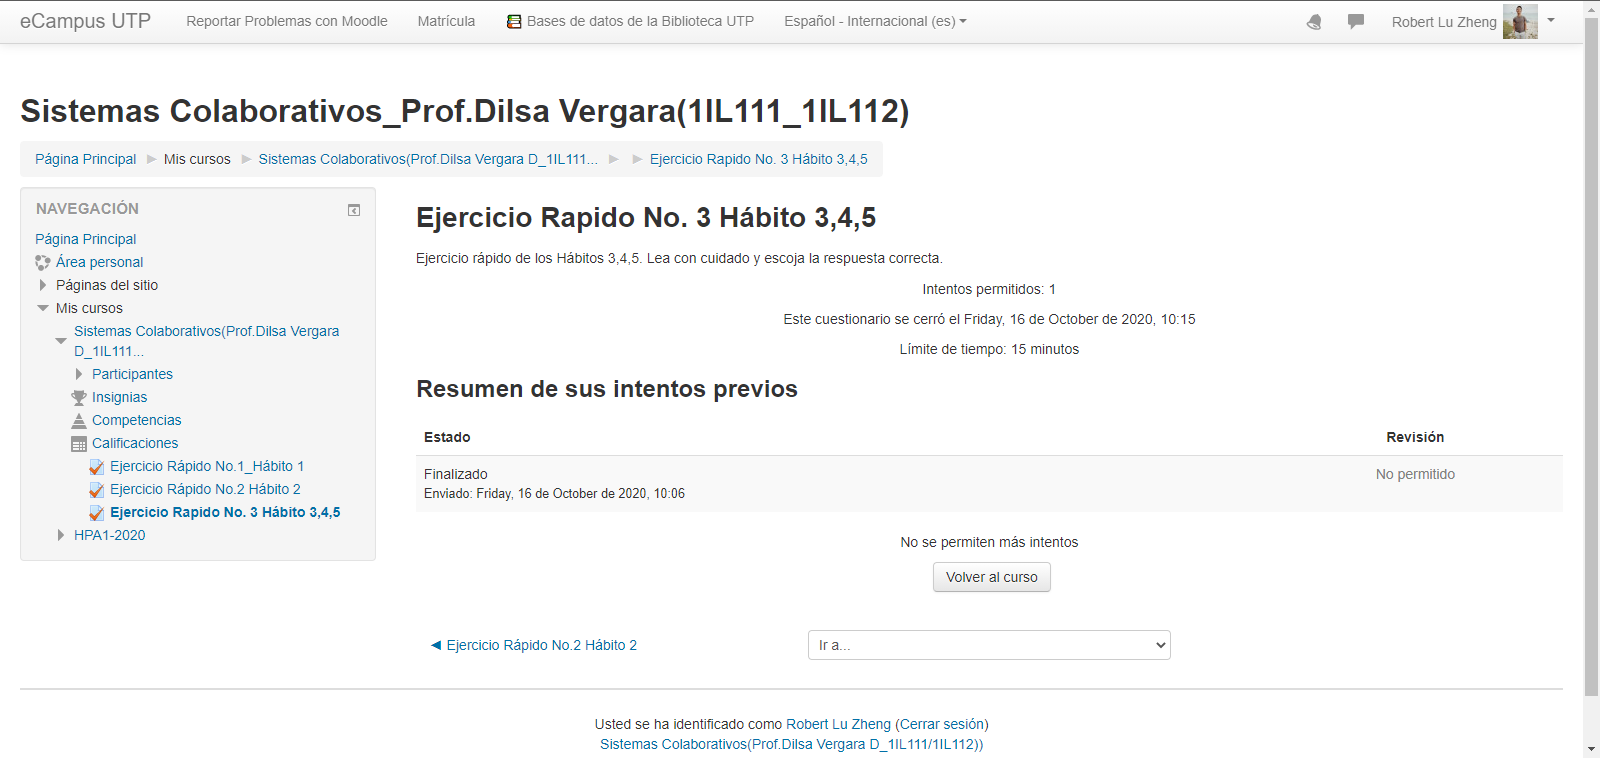 eCampus UTP
Reportar Problemas con Moodle
Matrícula
Bases de datos de la Biblioteca UTP
Español - Internacional (es)
Robert Lu Zheng
Sistemas Colaborativos_Prof.Dilsa Vergara(1IL111_1IL112)
Página Principal
Mis cursos
Sistemas Colaborativos(Prof.Dilsa Vergara D_1IL111...
Ejercicio Rapido No. 3 Hábito 3,4,5
NAVEGACIÓN
Página Principal
Área personal
Páginas del sitio
Mis cursos
Sistemas Colaborativos(Prof.Dilsa Vergara
D_1IL111...
Participantes
Insignias
Competencias
Calificaciones
Ejercicio Rápido No.1_Hábito 1
Ejercicio Rápido No.2 Hábito 2
Ejercicio Rapido No. 3 Hábito 3,4,5
HPA1-2020
Ejercicio Rapido No. 3 Hábito 3,4,5
Ejercicio rápido de los Hábitos 3,4,5. Lea con cuidado y escoja la respuesta correcta.
Intentos permitidos: 1
Este cuestionario se cerró el Friday, 16 de October de 2020, 10:15
Límite de tiempo: 15 minutos
Resumen de sus intentos previos
Estado
Revisión
Finalizado
Enviado: Friday, 16 de October de 2020, 10:06
No permitido
No se permiten más intentos
Volver al curso
◄ Ejercicio Rápido No.2 Hábito 2
Ir a...
Usted se ha identificado como Robert Lu Zheng (Cerrar sesión)
Sistemas Colaborativos(Prof.Dilsa Vergara D_1IL111/1IL112))